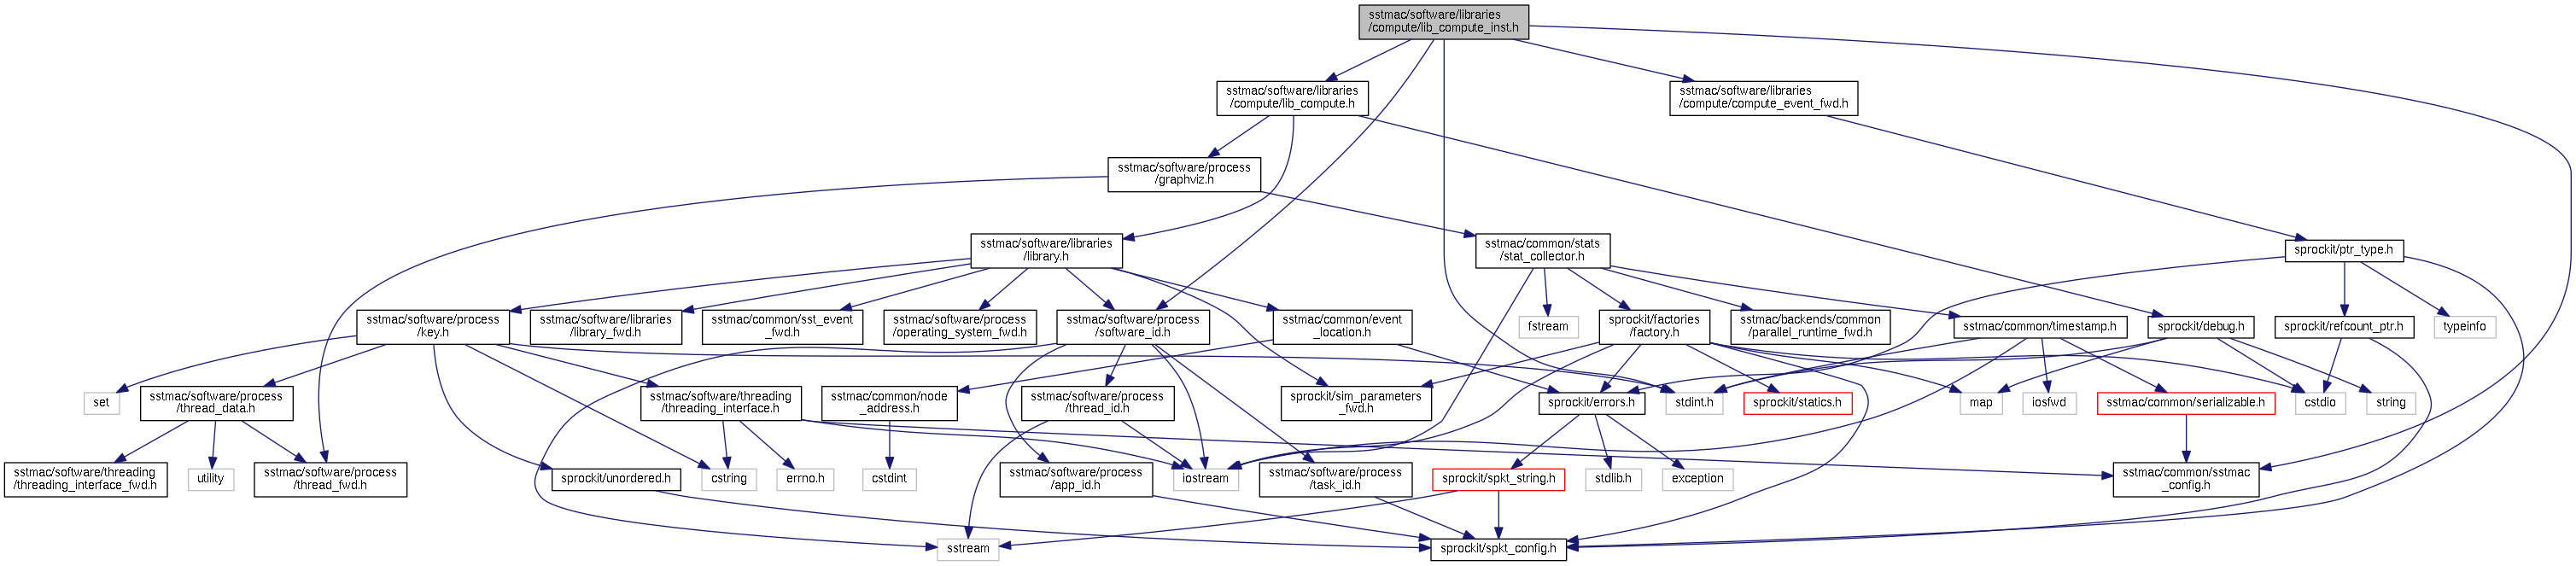 sstmac/software/libraries
/compute/lib_compute_inst.h
sstmac/software/libraries
/compute/lib_compute.h
sstmac/software/libraries
/compute/compute_event_fwd.h
sstmac/software/process
/graphviz.h
sstmac/software/libraries
/library.h
sstmac/common/stats
/stat_collector.h
sprockit/ptr_type.h
sstmac/software/process
/key.h
sstmac/software/libraries
/library_fwd.h
sstmac/common/sst_event
_fwd.h
sstmac/software/process
/operating_system_fwd.h
sstmac/software/process
/software_id.h
sstmac/common/event
_location.h
fstream
sprockit/factories
/factory.h
sstmac/backends/common
/parallel_runtime_fwd.h
sstmac/common/timestamp.h
sprockit/debug.h
sprockit/refcount_ptr.h
typeinfo
set
sstmac/software/process
/thread_data.h
sstmac/software/threading
/threading_interface.h
sstmac/common/node
_address.h
stdint.h
sstmac/software/process
/thread_id.h
sprockit/sim_parameters
_fwd.h
sprockit/errors.h
sprockit/statics.h
map
iosfwd
sstmac/common/serializable.h
cstdio
string
sstmac/software/threading
/threading_interface_fwd.h
utility
sstmac/software/process
/thread_fwd.h
sprockit/unordered.h
cstring
errno.h
cstdint
sstmac/software/process
/app_id.h
iostream
sstmac/software/process
/task_id.h
sprockit/spkt_string.h
stdlib.h
exception
sstmac/common/sstmac
_config.h
sstream
sprockit/spkt_config.h